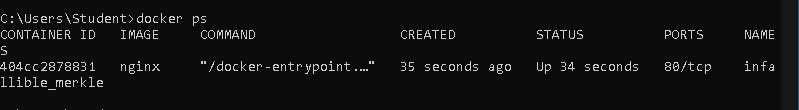 C:\Users\Student>docker ps
CONTAINER ID   IMAGE     COMMAND                  CREATED          STATUS          PORTS     NAME
S
404cc2878831   nginx     "/docker-entrypoint.…"   35 seconds ago   Up 34 seconds   80/tcp    infa
llible_merkle